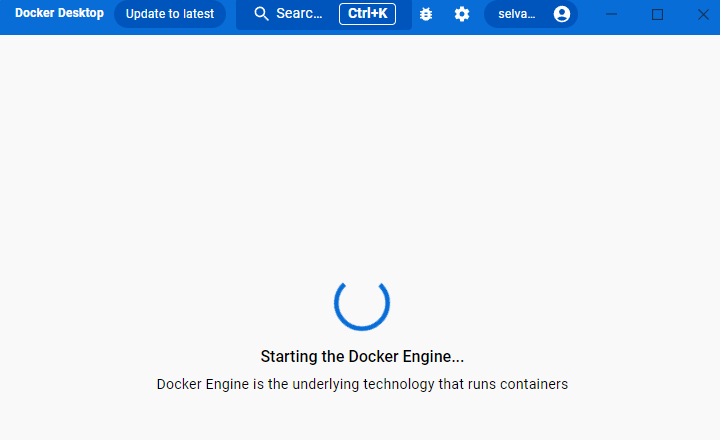 Docker Desktop Update to latest Searc... Ctrl+K selva...
Starting the Docker Engine...
Docker Engine is the underlying technology that runs containers